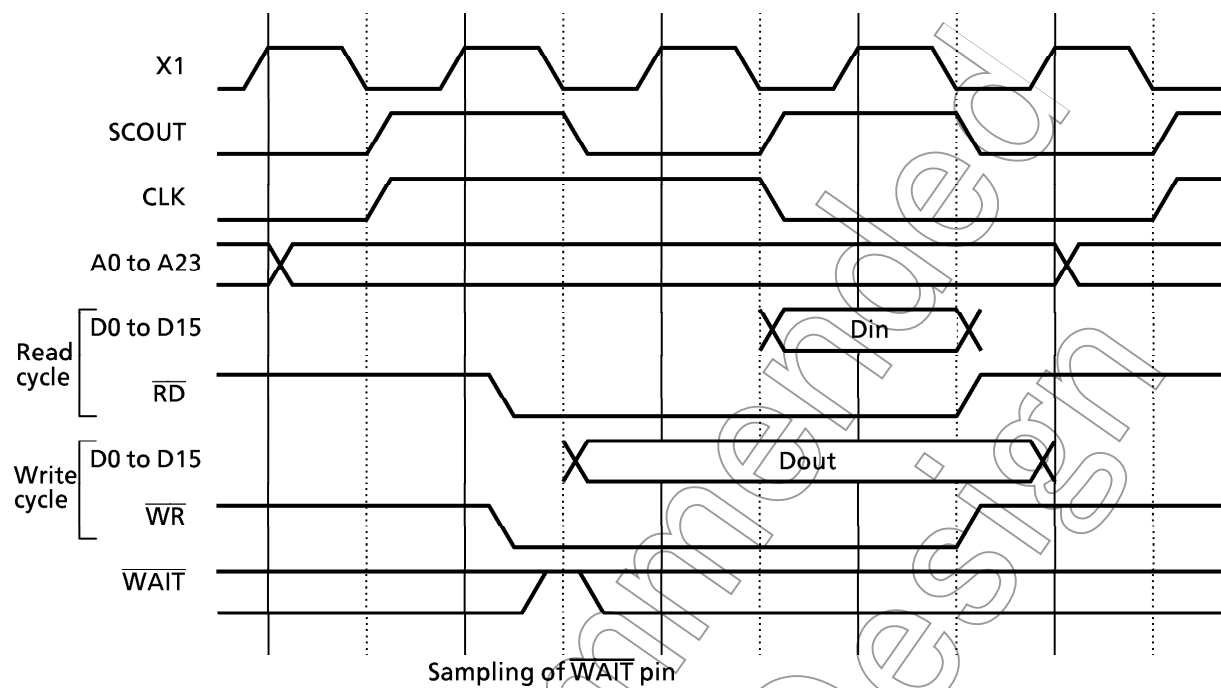 X1
SCOUT
CLK
A0 to A23
D0 to D15
Din
Read
cycle
RD
D0 to D15
Dout
Write
cycle
WR
WAIT
Sampling of WAIT pin